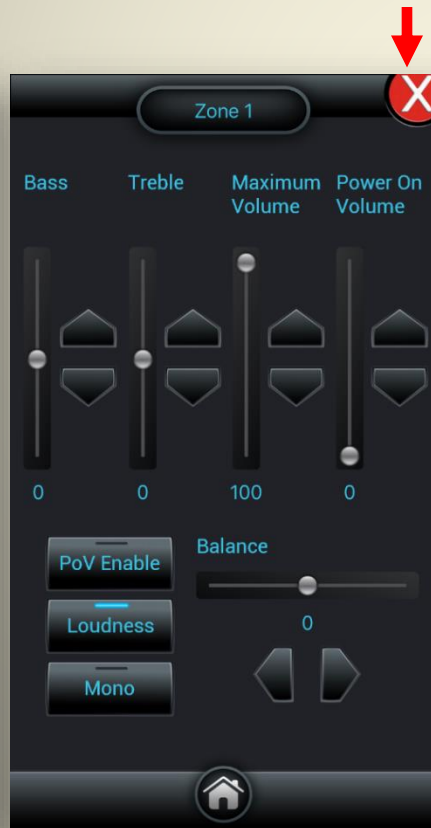 X
Zone 1
Bass
Treble
Maximum
Volume
Power On
Volume
0
0
100
0
PoV Enable
Balance
Loudness
0
Mono